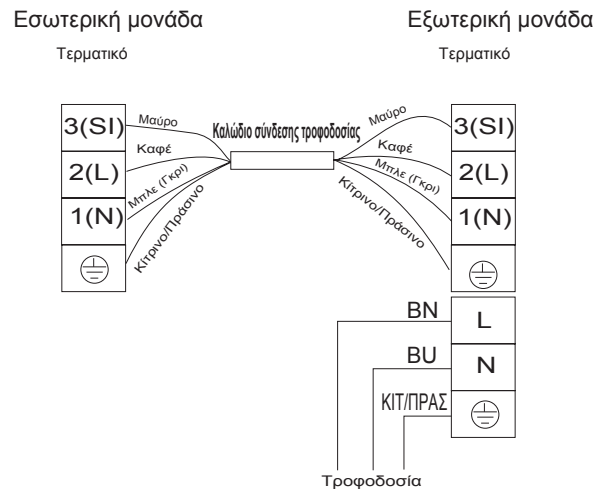 Εσωτερική μονάδα
Τερματικό
Εξωτερική μονάδα
Τερματικό
3(SI)
2(L)
1(N)
Μαύρο
Καφέ
Μπλε (Γκρι)
Κίτρινο/Πράσινο
Καλώδιο σύνδεσης τροφοδοσίας
Μαύρο
Καφέ
Μπλε (Γκρι)
Κίτρινο/Πράσινο
3(SI)
2(L)
1(N)
BN
L
BU
N
ΚΙΤ/ΠΡΑΣ
Τροφοδοσία